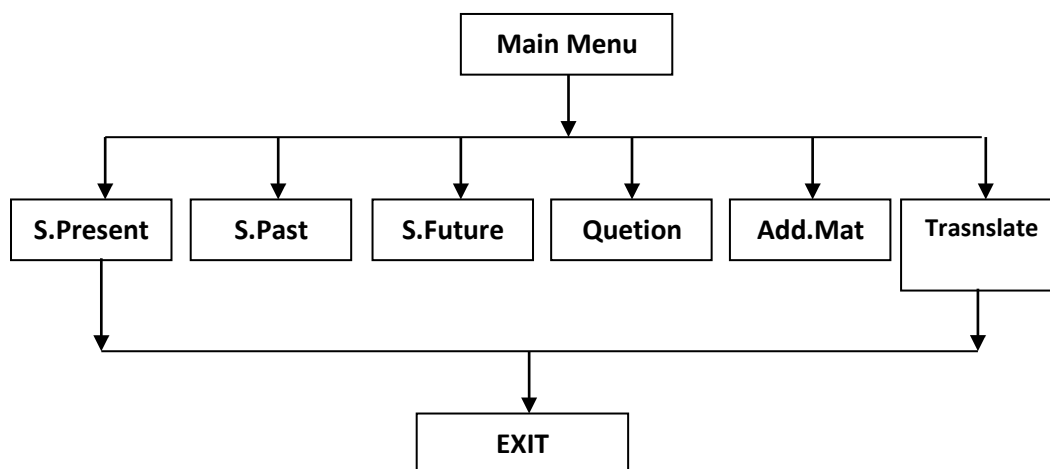 Main Menu
S.Present
S.Past
S.Future
Quetion
Add.Mat
Trasnslate
EXIT